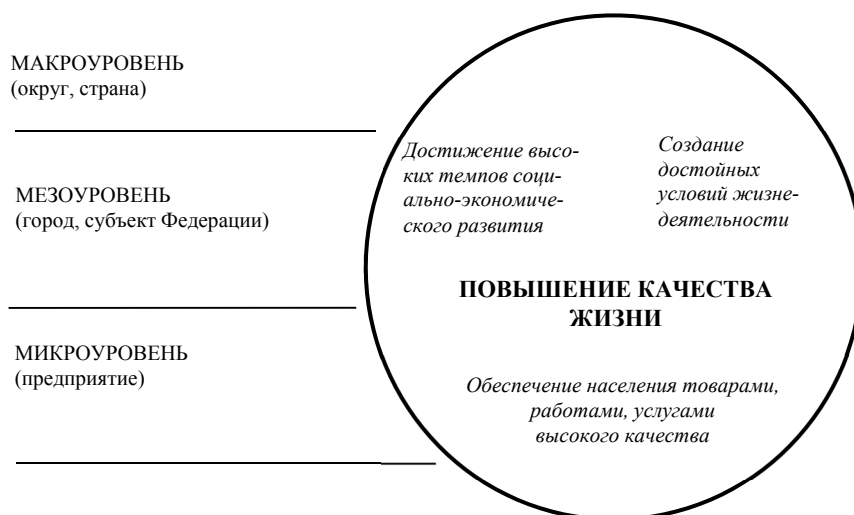 МАКРОУРОВЕНЬ
(округ, страна)
МЕЗОУРОВЕНЬ
(город, субъект Федерации)
МИКРОУРОВЕНЬ
(предприятие)
Достижение высо-
ких темпов соци-
ально-экономиче-
ского развития
Создание
достойных
условий жизне-
деятельности
ПОВЫШЕНИЕ КАЧЕСТВА
ЖИЗНИ
Обеспечение населения товарами,
работами, услугами
высокого качества